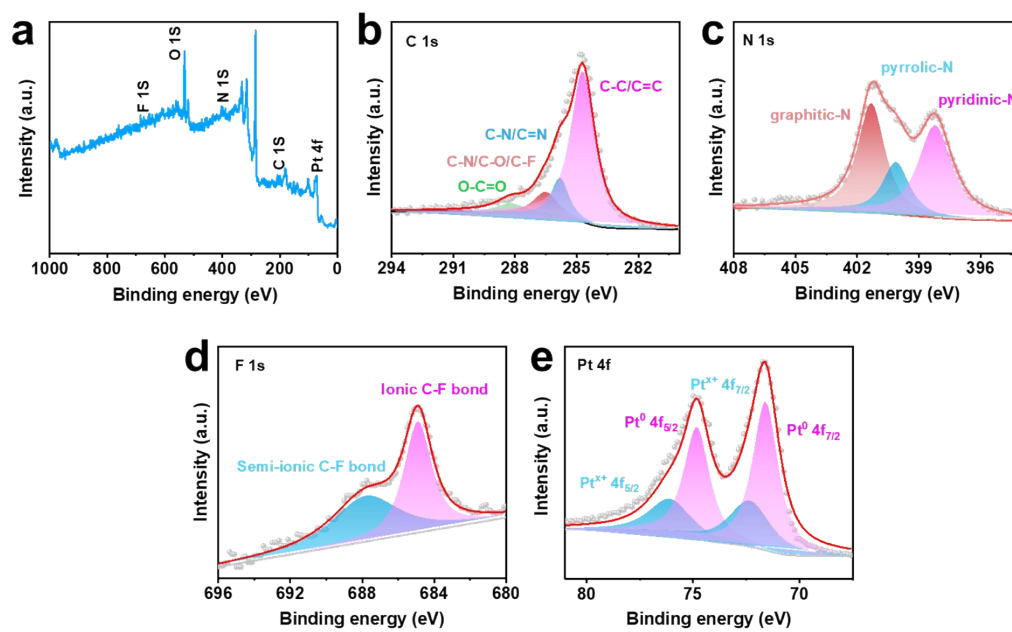 a
F 1S
O 1S
N 1S
C 1S
Pt 4f
Intensity (a.u.)
1000 800 600 400 200 0
Binding energy (eV)
b
C 1s
C-C/C=C
C-N/C=N
C-N/C-O/C-F
O-C=O
Intensity (a.u.)
294 291 288 285 282
Binding energy (eV)
c
N 1s
pyrrolic-N
graphitic-N
pyridinic-N
Intensity (a.u.)
408 405 402 399 396
Binding energy (eV)
d
F 1s
Ionic C-F bond
Semi-ionic C-F bond
Intensity (a.u.)
696 692 688 684 680
Binding energy (eV)
e
Pt 4f
Ptˣ⁺ 4f₇/₂
Pt⁰ 4f₅/₂
Pt⁰ 4f₇/₂
Ptˣ⁺ 4f₅/₂
Intensity (a.u.)
80 75 70
Binding energy (eV)